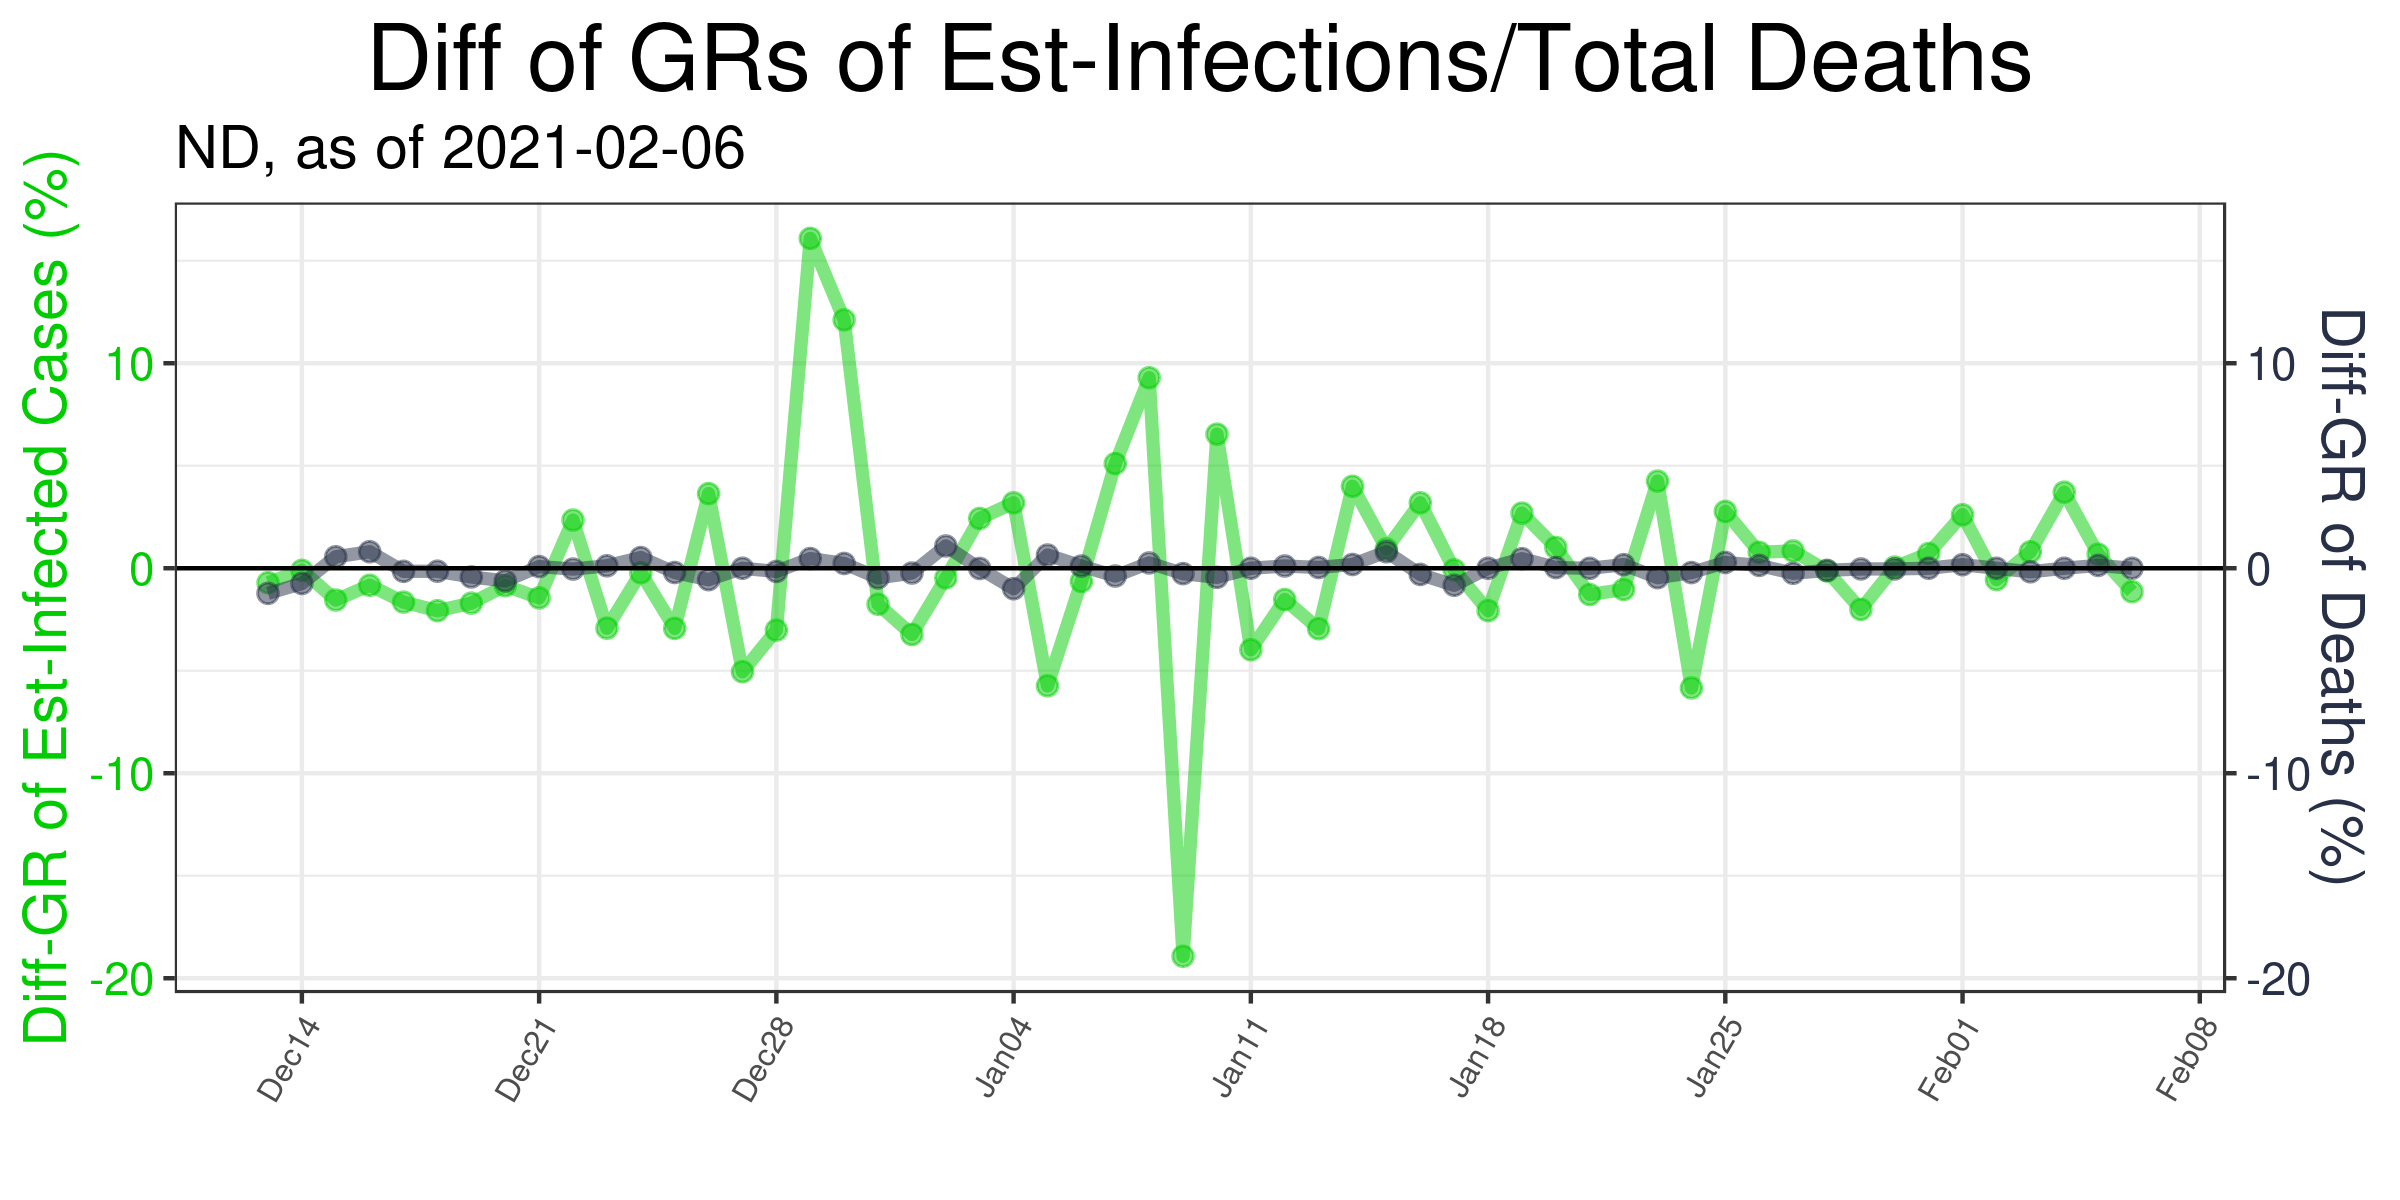 Diff of GRs of Est-Infections/Total Deaths
ND, as of 2021-02-06
Diff-GR of Est-Infected Cases (%)
10
0
-10
-20
10
0
-10
-20
Diff-GR of Deaths (%)
Dec14
Dec21
Dec28
Jan04
Jan11
Jan18
Jan25
Feb01
Feb08